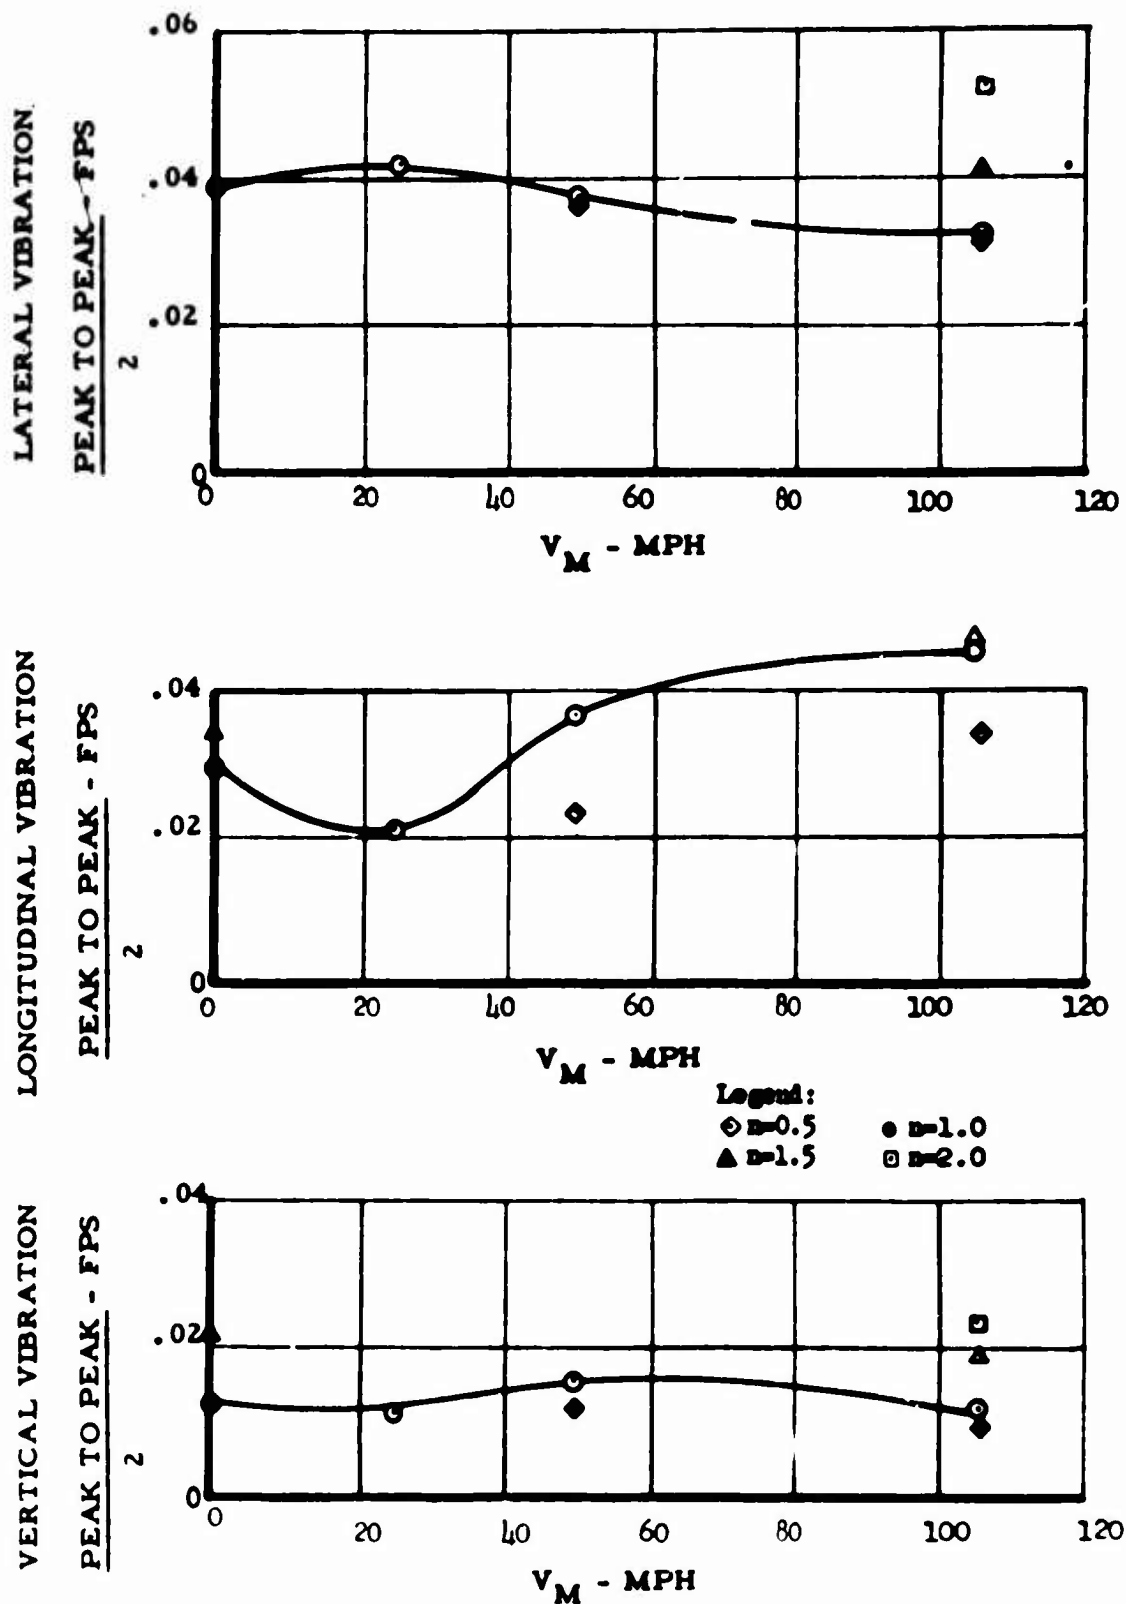 LATERAL VIBRATION
PEAK TO PEAK - FPS
2
.06
.04
.02
0
0 20 40 60 80 100 120
V_M - MPH
LONGITUDINAL VIBRATION
PEAK TO PEAK - FPS
2
.04
.02
0
0 20 40 60 80 100 120
V_M - MPH
Legend:
n=0.5 n=1.0
n=1.5 n=2.0
VERTICAL VIBRATION
PEAK TO PEAK - FPS
2
.04
.02
0
0 20 40 60 80 100 120
V_M - MPH